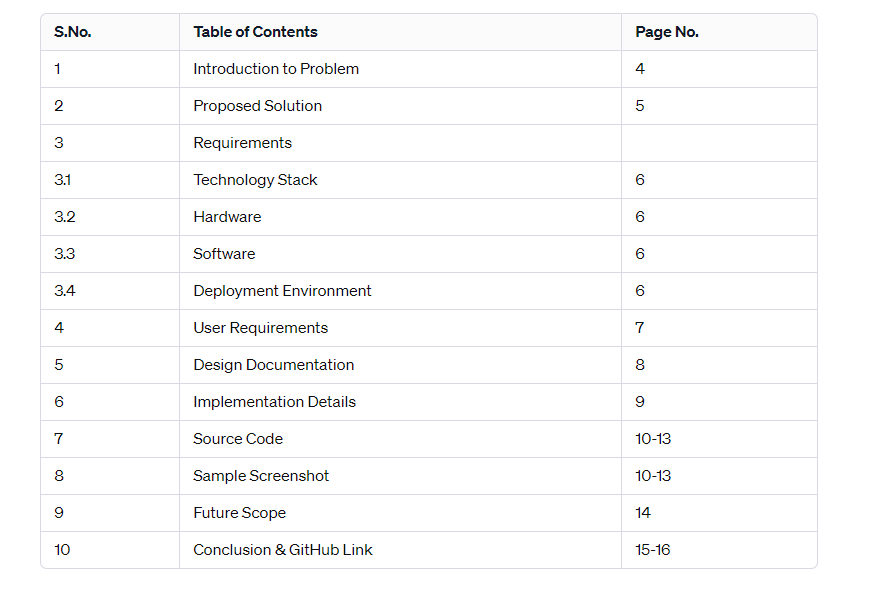 S.No. Table of Contents Page No.
1 Introduction to Problem 4
2 Proposed Solution 5
3 Requirements
3.1 Technology Stack 6
3.2 Hardware 6
3.3 Software 6
3.4 Deployment Environment 6
4 User Requirements 7
5 Design Documentation 8
6 Implementation Details 9
7 Source Code 10-13
8 Sample Screenshot 10-13
9 Future Scope 14
10 Conclusion & GitHub Link 15-16